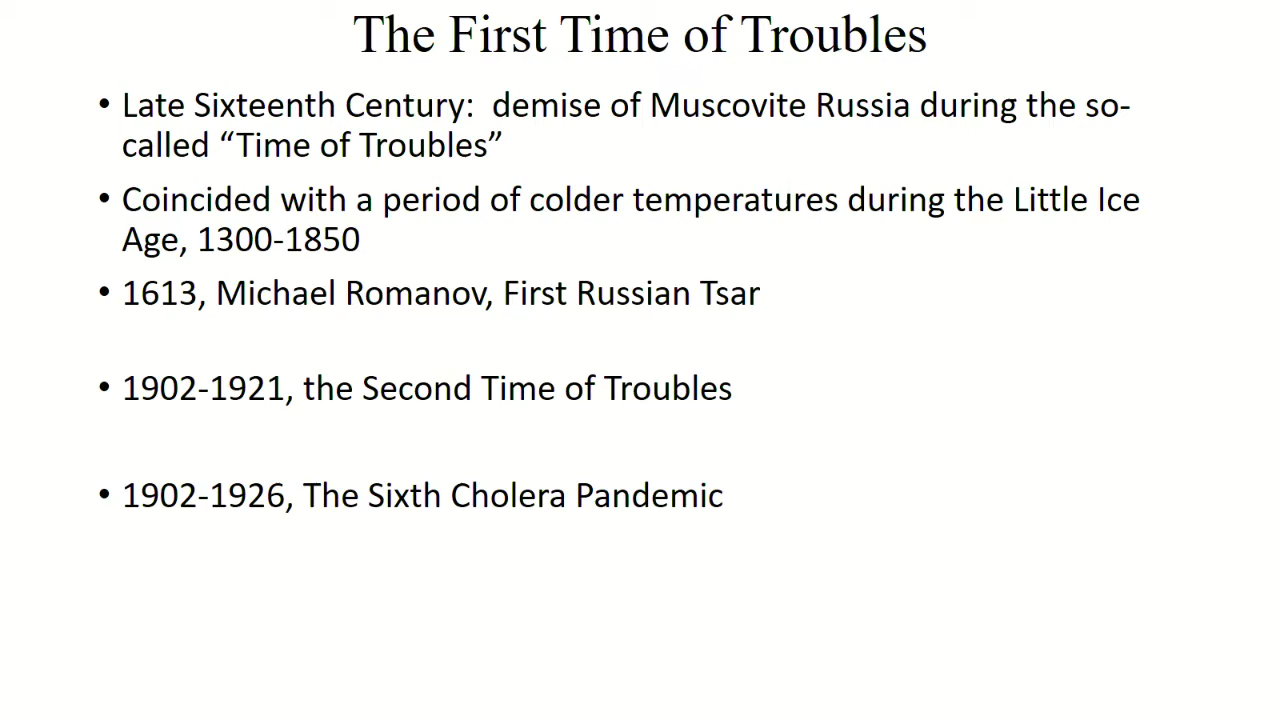 The First Time of Troubles
• Late Sixteenth Century:  demise of Muscovite Russia during the so-
called “Time of Troubles”
• Coincided with a period of colder temperatures during the Little Ice
Age, 1300-1850
• 1613, Michael Romanov, First Russian Tsar
• 1902-1921, the Second Time of Troubles
• 1902-1926, The Sixth Cholera Pandemic